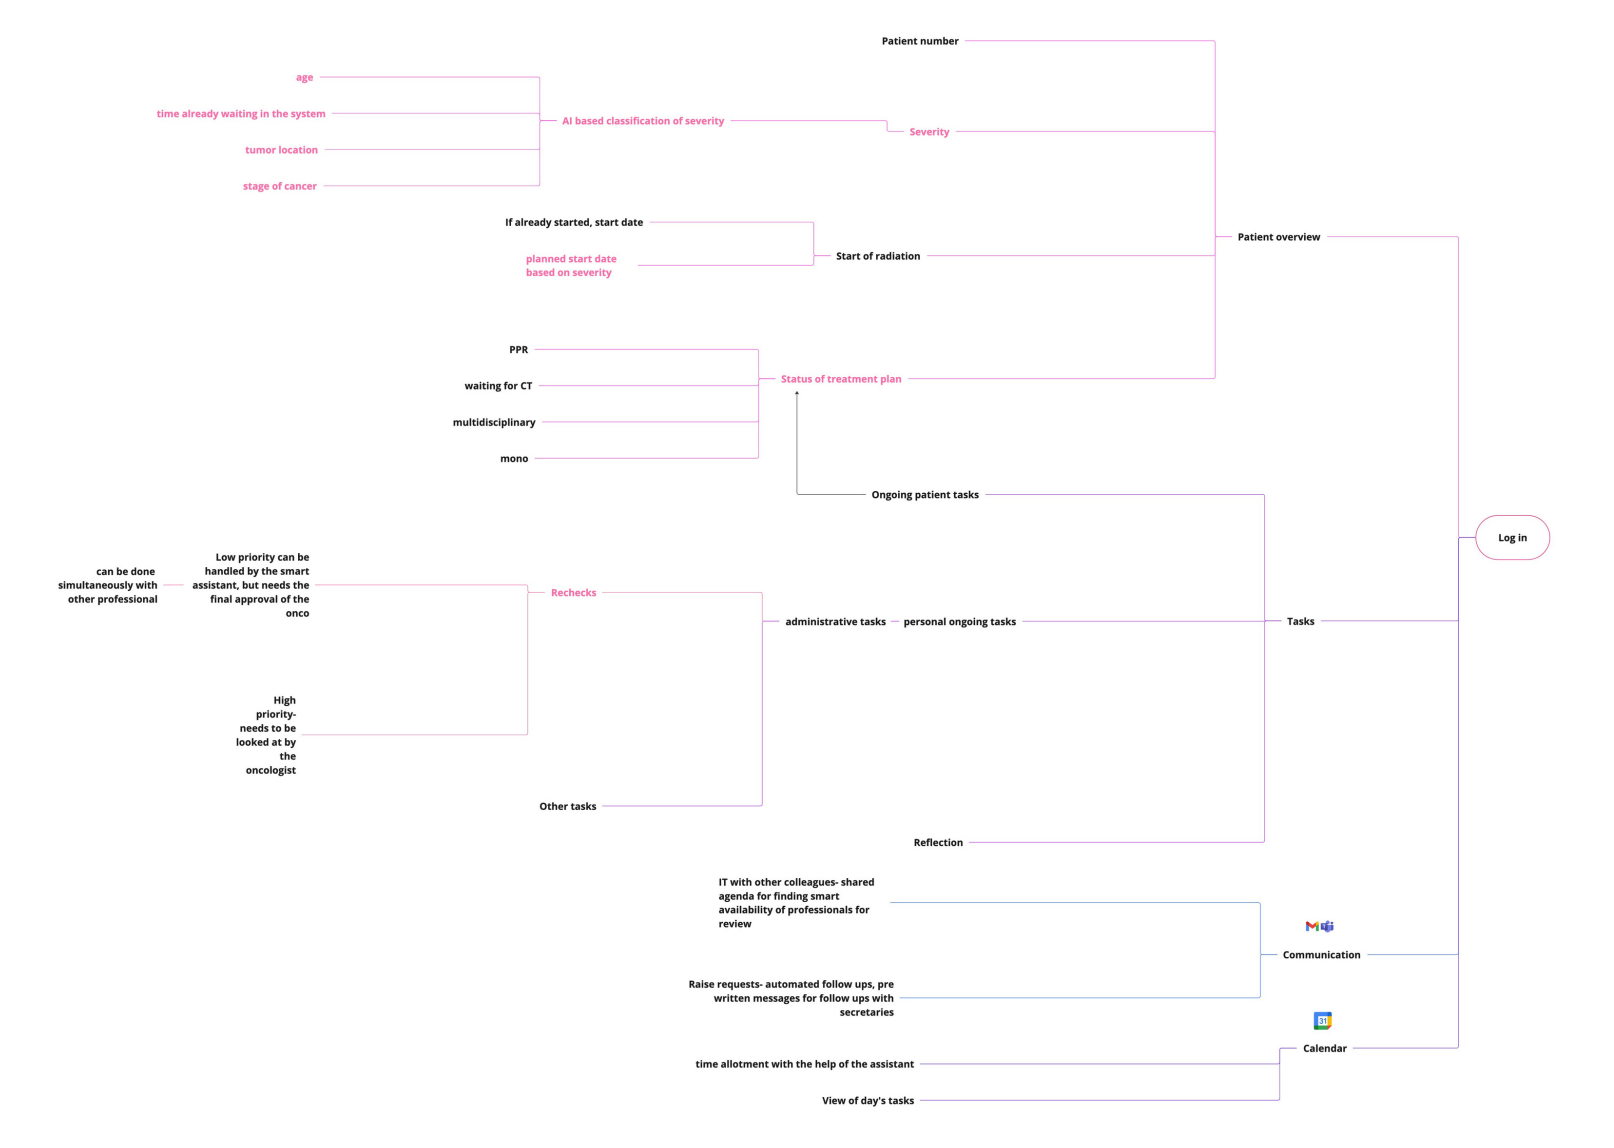 Patient number
age
time already waiting in the system
AI based classification of severity
Severity
tumor location
stage of cancer
If already started, start date
Patient overview
Start of radiation
planned start date
based on severity
PPR
Status of treatment plan
waiting for CT
multidisciplinary
mono
Ongoing patient tasks
Log in
Low priority can be
handled by the smart
assistant, but needs the
final approval of the
onco
can be done
simultaneously with
other professional
Rechecks
administrative tasks
personal ongoing tasks
Tasks
High
priority-
needs to be
looked at by
the
oncologist
Other tasks
Reflection
IT with other colleagues- shared
agenda for finding smart
availability of professionals for
review
Communication
Raise requests- automated follow ups, pre
written messages for follow ups with
secretaries
31
Calendar
time allotment with the help of the assistant
View of day's tasks